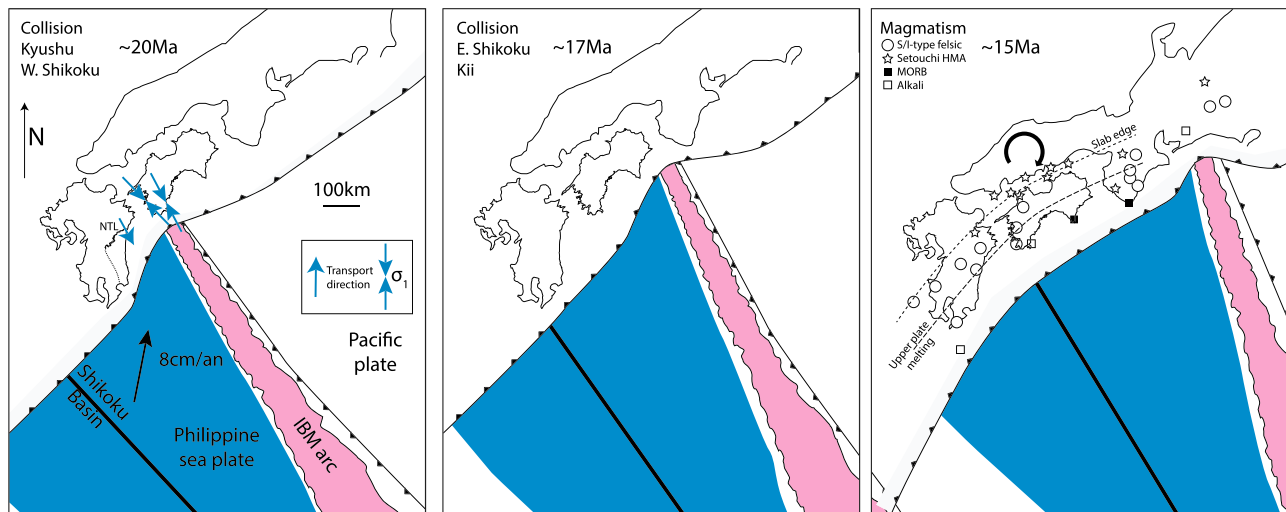 Collision
Kyushu
W. Shikoku
~20Ma
N
NTL
100km
Transport
direction
σ1
Pacific
plate
8cm/an
Shikoku
Basin
Philippine
sea plate
IBM arc
Collision
E. Shikoku
Kii
~17Ma
Magmatism
~15Ma
S/I-type felsic
Setouchi HMA
MORB
Alkali
Slab edge
Upper plate
melting